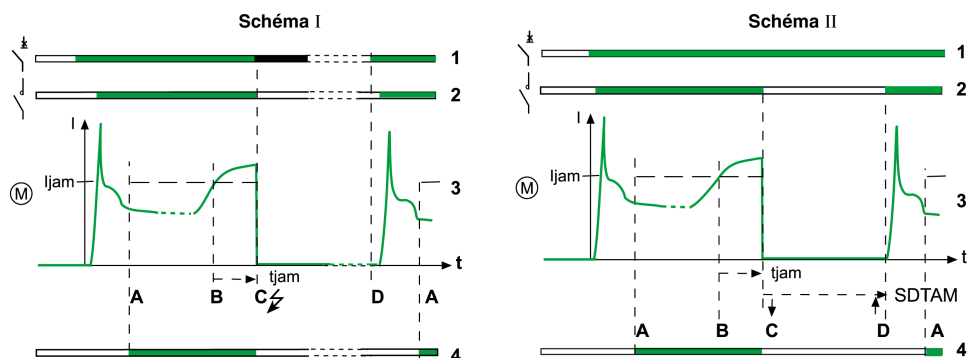 Schéma I
1
2
I
Ijam
M
3
t
tjam
A B C D A
4
Schéma II
1
2
I
Ijam
M
3
t
tjam
SDTAM
A B C D A
4